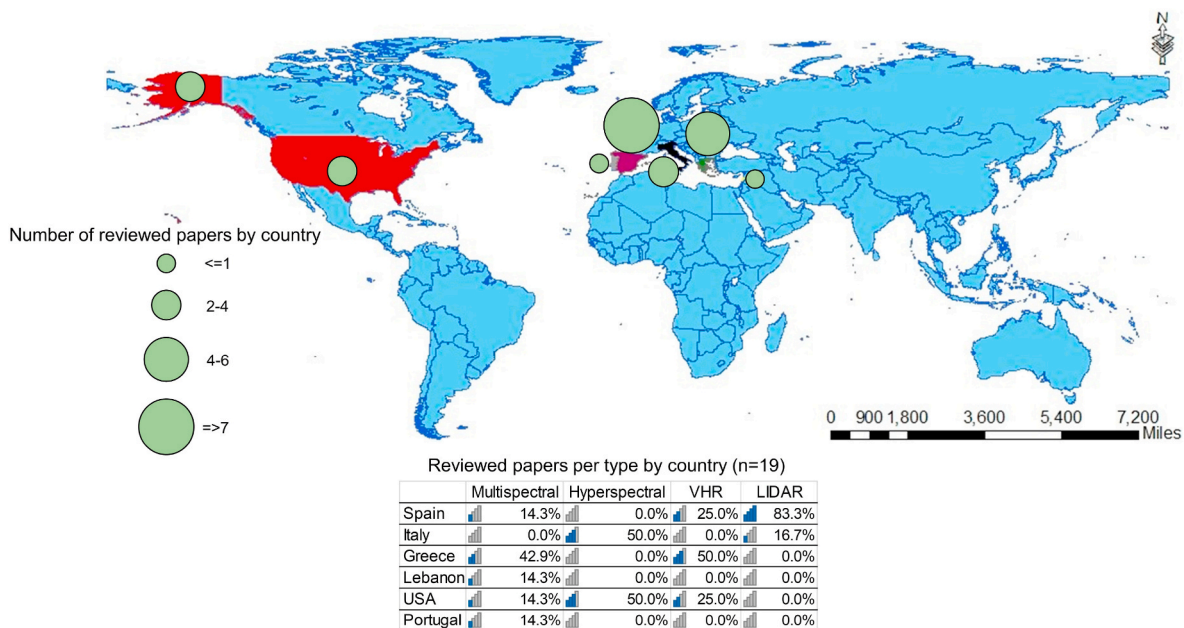 N
Number of reviewed papers by country
<=1
2-4
4-6
=>7
0 900 1,800 3,600 5,400 7,200
Miles
Reviewed papers per type by country (n=19)
Multispectral Hyperspectral VHR LIDAR
Spain 14.3% 0.0% 25.0% 83.3%
Italy 0.0% 50.0% 0.0% 16.7%
Greece 42.9% 0.0% 50.0% 0.0%
Lebanon 14.3% 0.0% 0.0% 0.0%
USA 14.3% 50.0% 25.0% 0.0%
Portugal 14.3% 0.0% 0.0% 0.0%